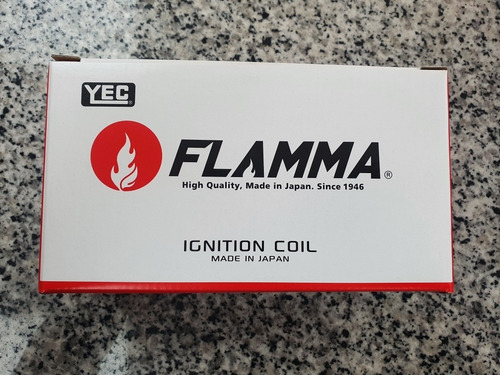 YEC®
FLAMMA®
High Quality, Made in Japan. Since 1946
IGNITION COIL
MADE IN JAPAN